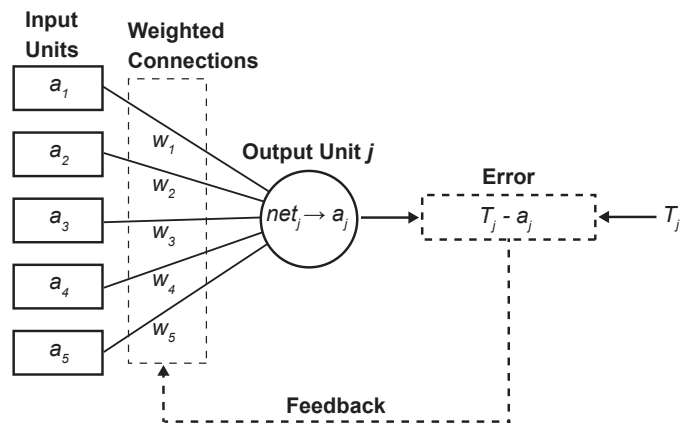 Input
Units
Weighted
Connections
a1
a2
a3
a4
a5
w1
w2
w3
w4
w5
Output Unit j
netj → aj
Error
Tj - aj
Tj
Feedback